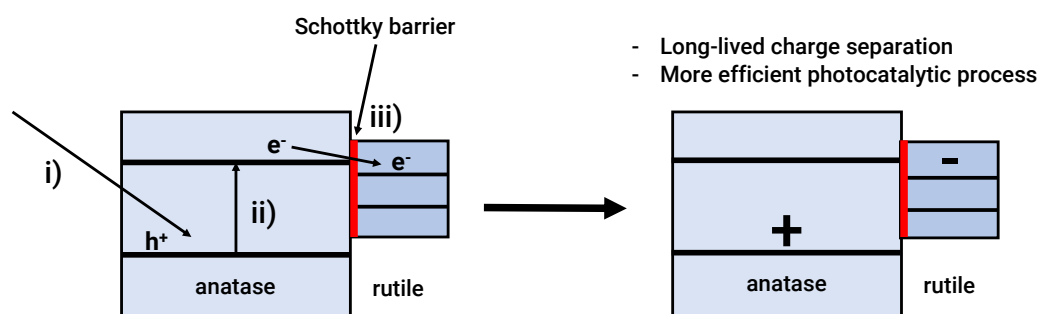 Schottky barrier
- Long-lived charge separation
- More efficient photocatalytic process
i)
ii)
iii)
e⁻
e⁻
h⁺
anatase
rutile
-
+
anatase
rutile